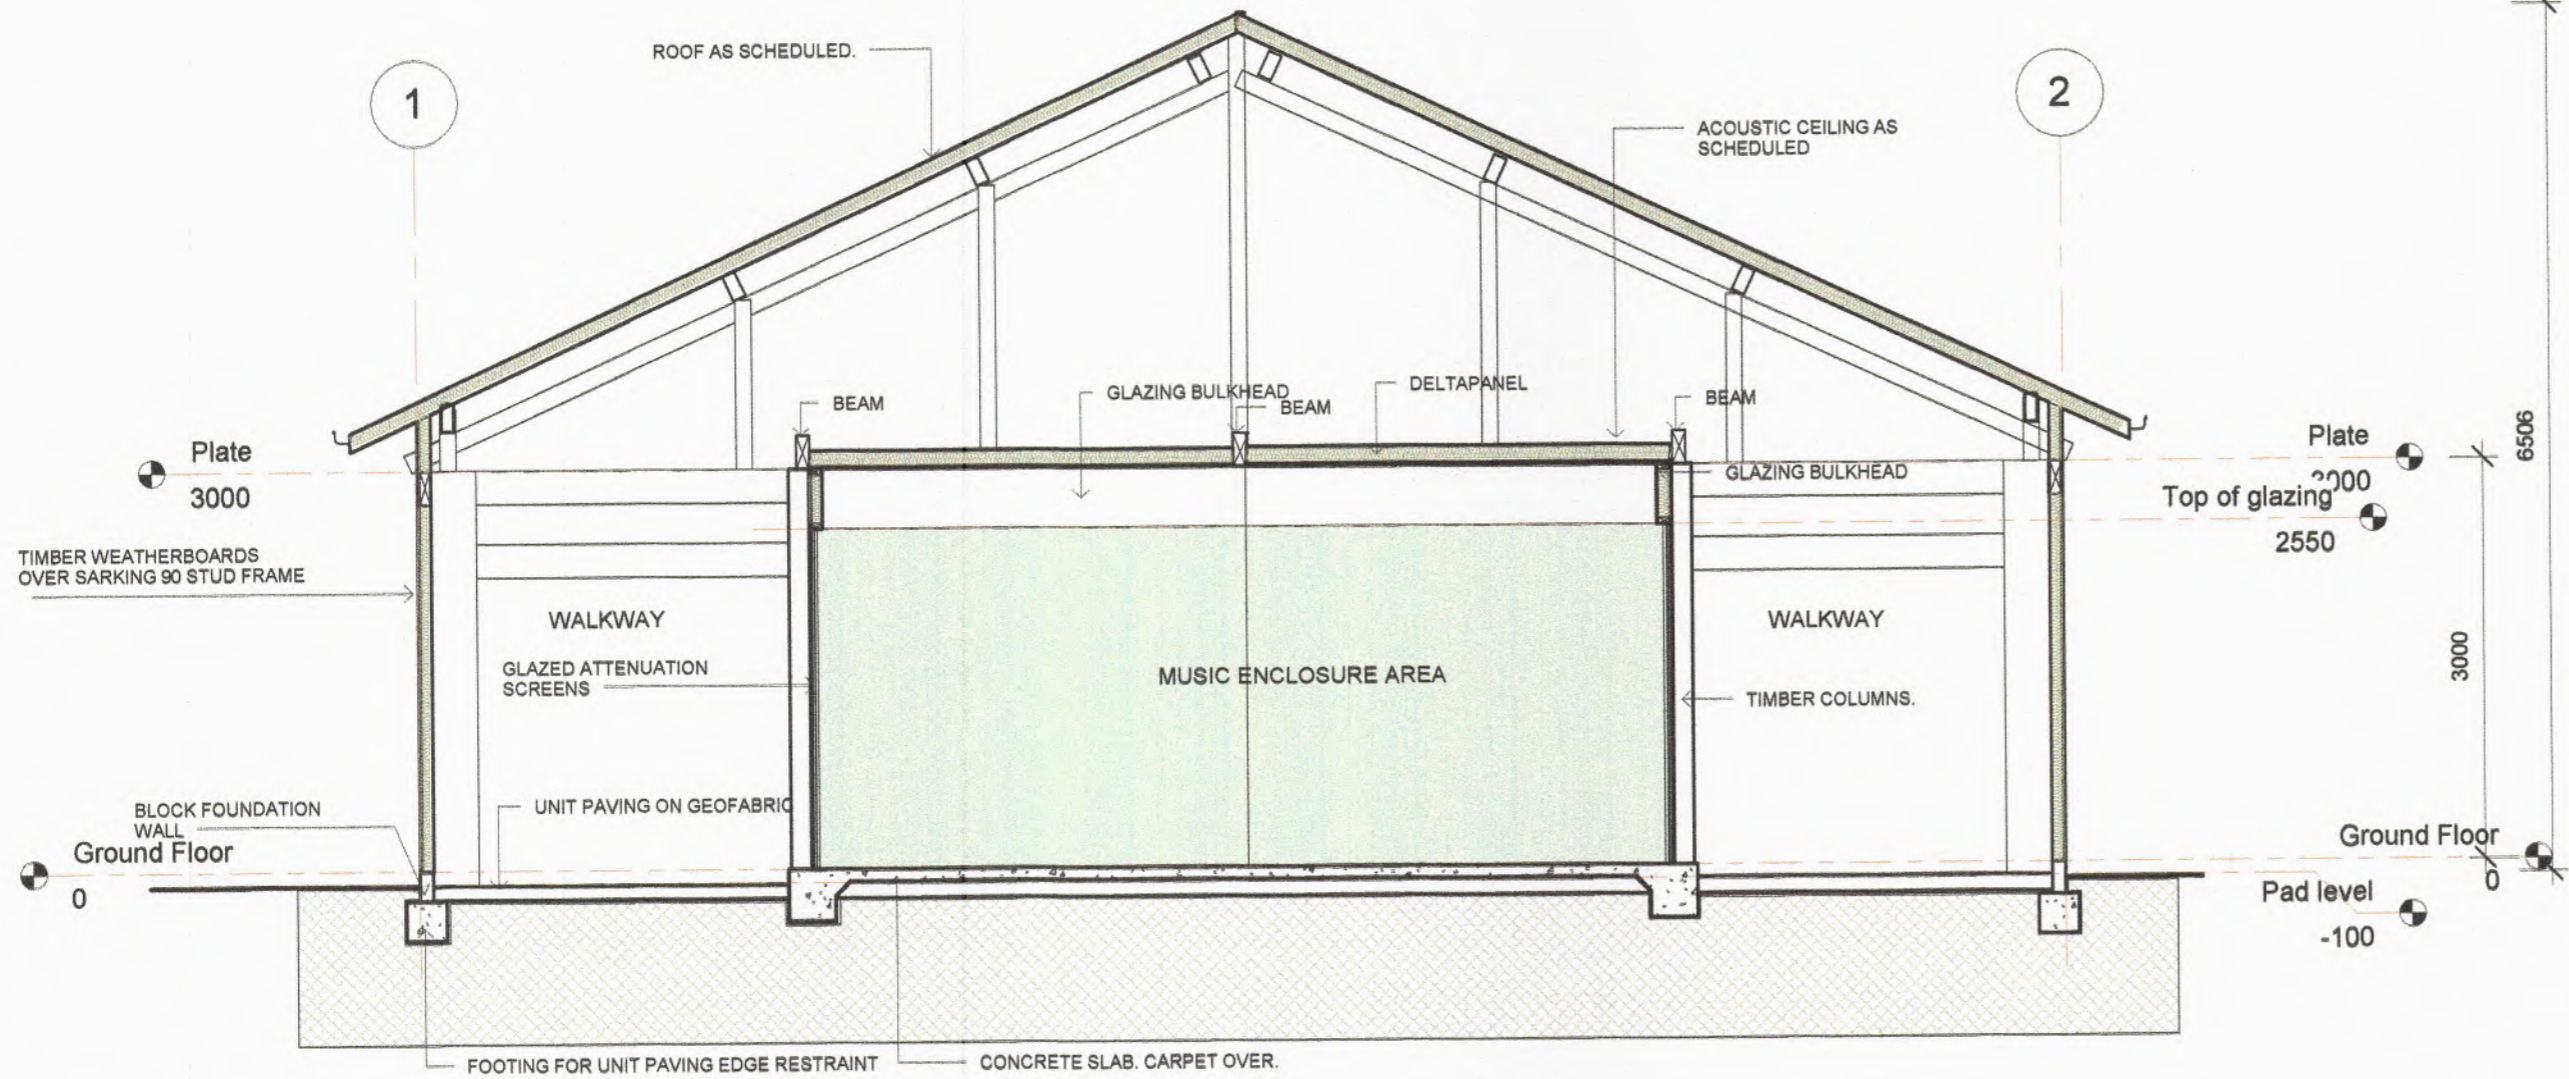 ROOF AS SCHEDULED.
1
2
ACOUSTIC CEILING AS
SCHEDULED
BEAM
GLAZING BULKHEAD
BEAM
DELTAPANEL
BEAM
6506
Plate
3000
Plate
3000
GLAZING BULKHEAD
Top of glazing
2550
TIMBER WEATHERBOARDS
OVER SARKING 90 STUD FRAME
WALKWAY
WALKWAY
GLAZED ATTENUATION
SCREENS
MUSIC ENCLOSURE AREA
TIMBER COLUMNS.
3000
BLOCK FOUNDATION
WALL
UNIT PAVING ON GEOFABRIC
Ground Floor
0
Ground Floor
0
Pad level
-100
FOOTING FOR UNIT PAVING EDGE RESTRAINT
CONCRETE SLAB. CARPET OVER.